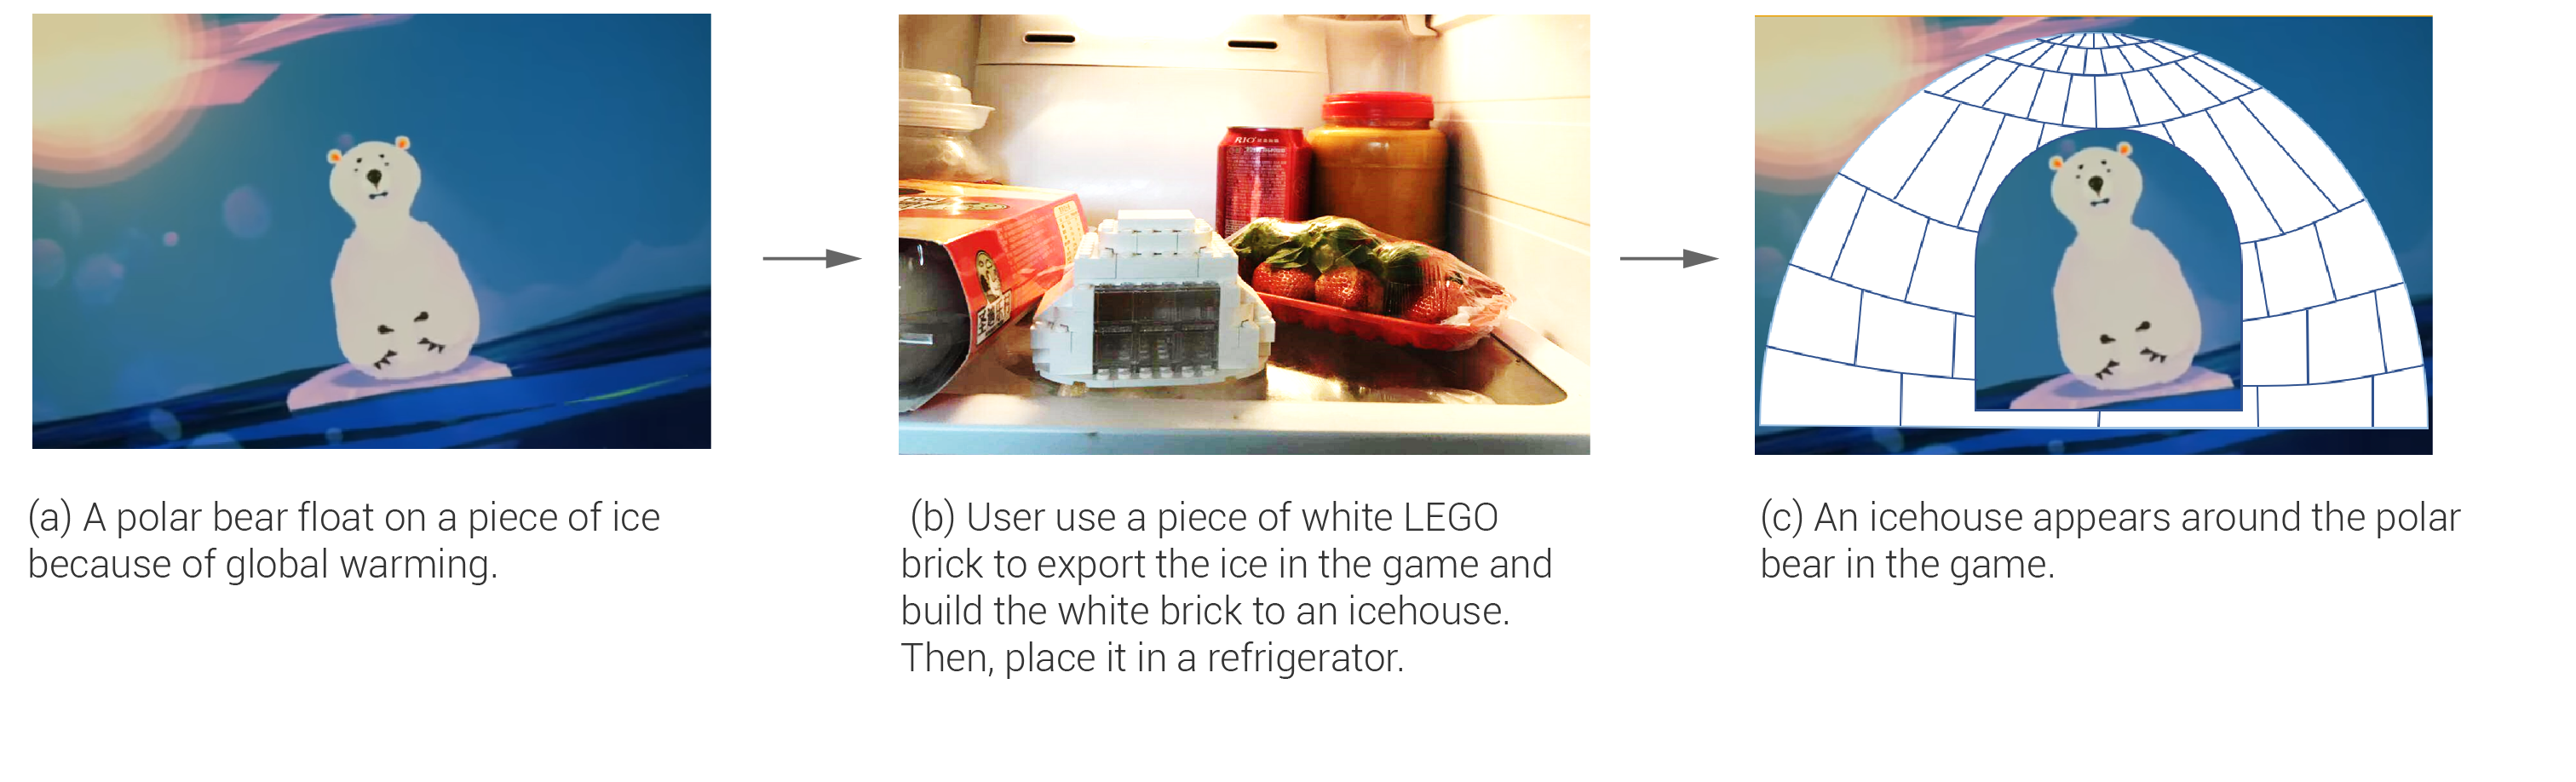 RIO
(a) A polar bear float on a piece of ice
because of global warming.
(b) User use a piece of white LEGO
brick to export the ice in the game and
build the white brick to an icehouse.
Then, place it in a refrigerator.
(c) An icehouse appears around the polar
bear in the game.